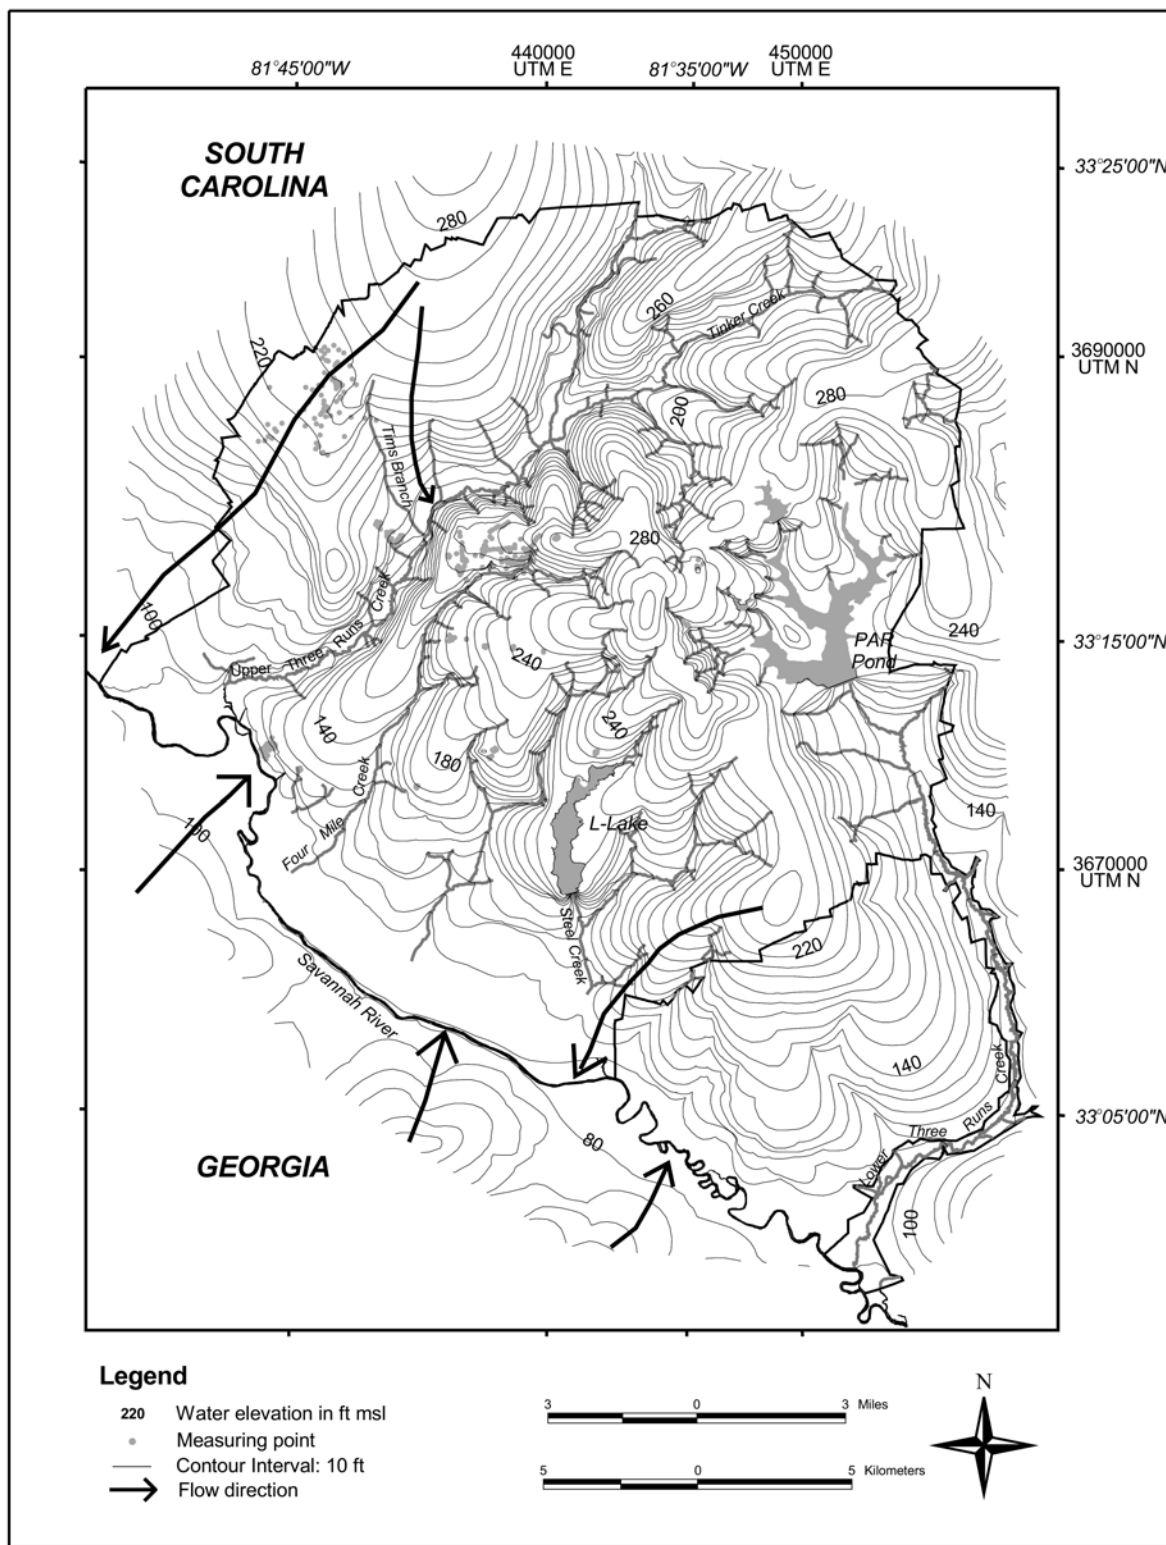 440000
UTM E
450000
UTM E
81°45'00"W
81°35'00"W
SOUTH
CAROLINA
33°25'00"N
280
260
Tinker Creek
220
3690000
UTM N
280
200
Tims Branch
280
100
Creek
Runs
Three
Upper
240
240
PAR
Pond
33°15'00"N
140
240
180
Creek
Mile
Four
100
L-Lake
140
3670000
UTM N
Steel Creek
220
Savannah River
140
Creek
Runs
Three
Lower
33°05'00"N
80
GEORGIA
100
Legend
220 Water elevation in ft msl
Measuring point
Contour Interval: 10 ft
Flow direction
3 0 3 Miles
5 0 5 Kilometers
N